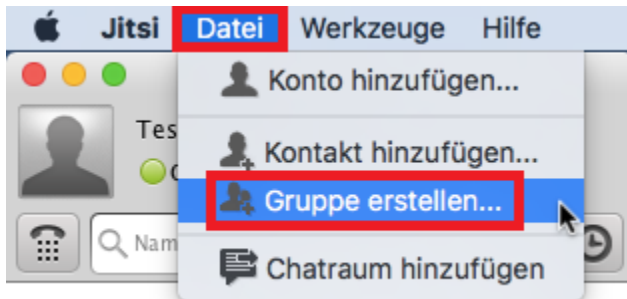 Jitsi Datei Werkzeuge Hilfe
Konto hinzufügen...
Tes
Kontakt hinzufügen...
Gruppe erstellen...
Nam
Chatraum hinzufügen